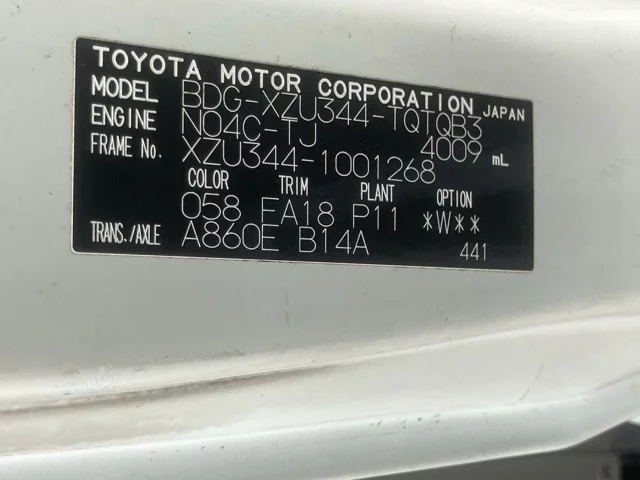 TOYOTA MOTOR CORPORATION JAPAN
MODEL BDG-XZU344-TQTQB3
ENGINE N04C-TJ 4009 mL
FRAME No. XZU344-1001268
COLOR TRIM PLANT OPTION
058 FA18 P11 *W**
TRANS./AXLE A860E B14A 441